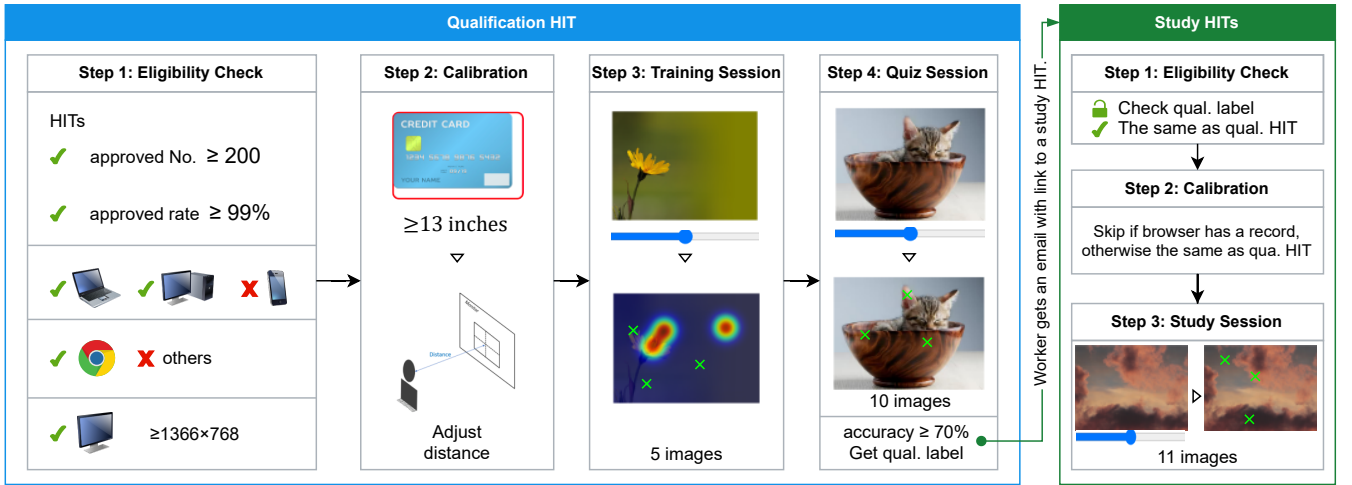 Qualification HIT
Step 1: Eligibility Check
HITs
approved No. ≥ 200
approved rate ≥ 99%
others
≥1366×768
Step 2: Calibration
CREDIT CARD
YOUR NAME
≥13 inches
Distance
Adjust
distance
Step 3: Training Session
5 images
Step 4: Quiz Session
10 images
accuracy ≥ 70%
Get qual. label
Worker gets an email with link to a study HIT.
Study HITs
Step 1: Eligibility Check
Check qual. label
The same as qual. HIT
Step 2: Calibration
Skip if browser has a record,
otherwise the same as qua. HIT
Step 3: Study Session
11 images